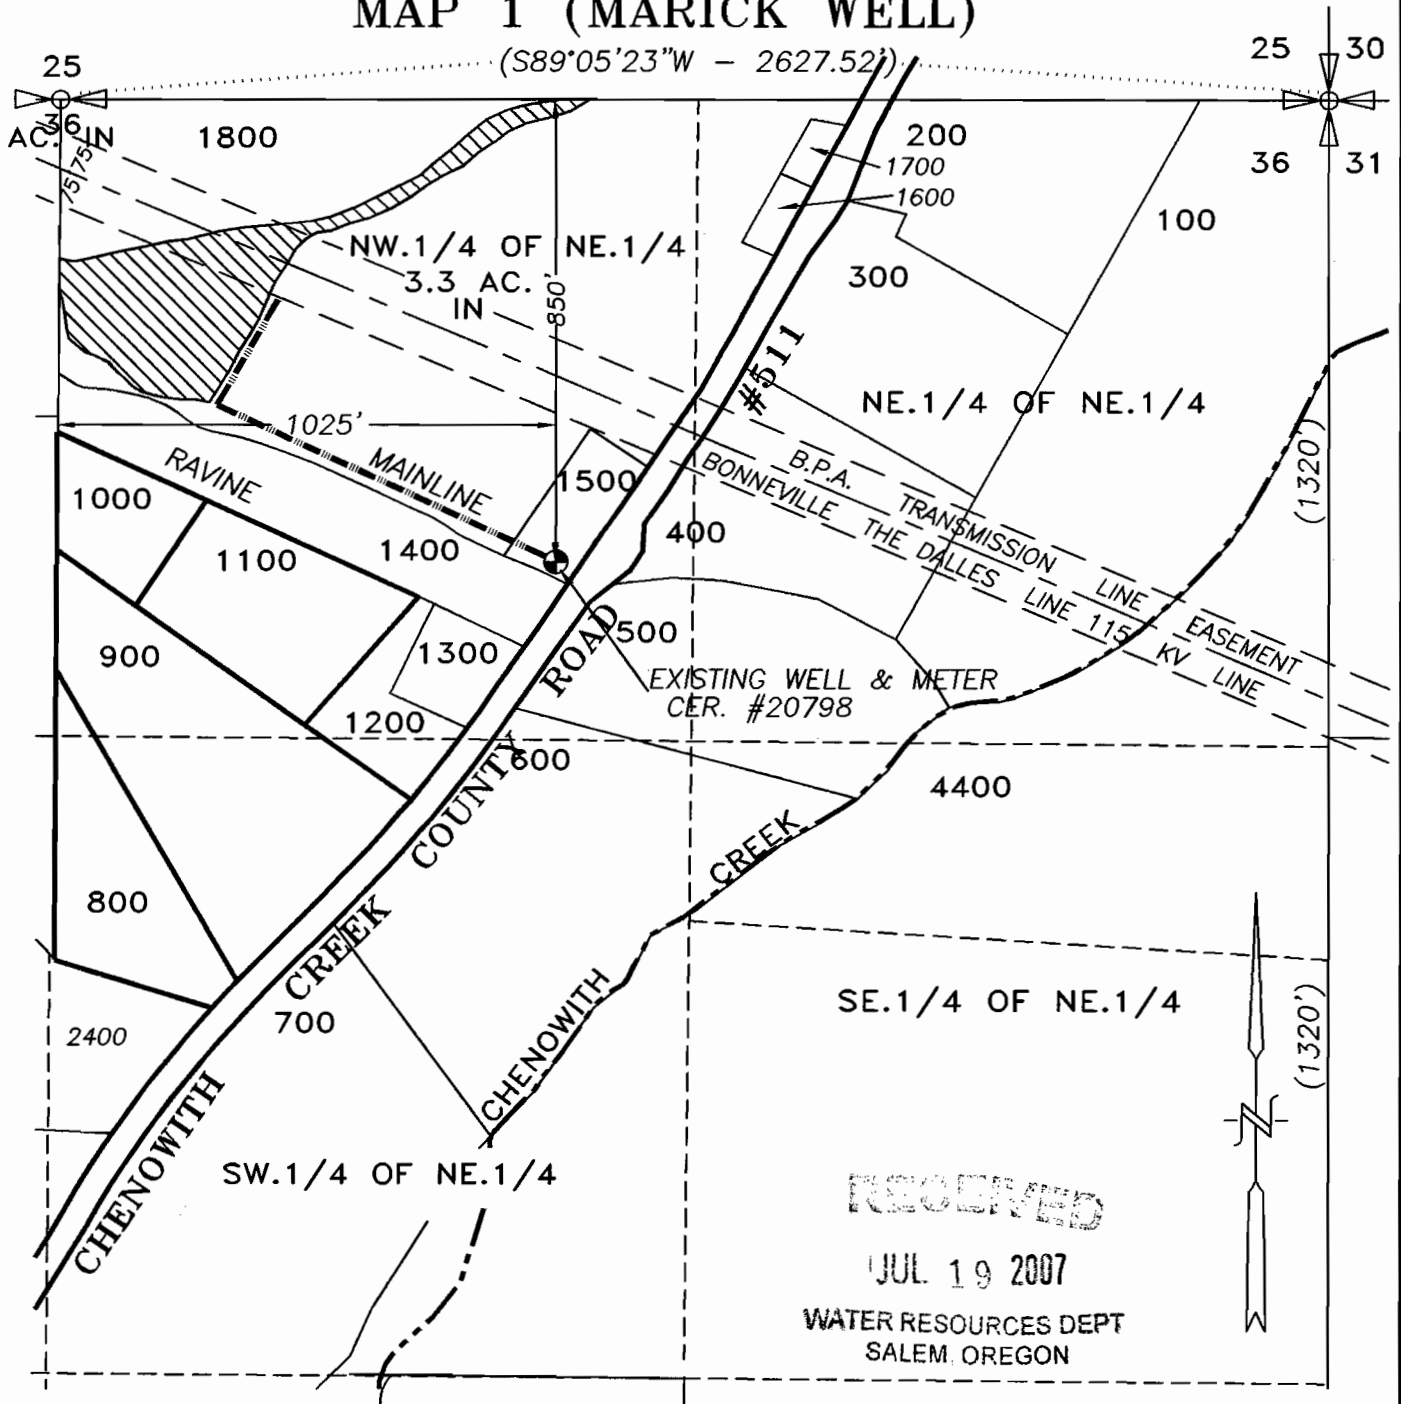 MAP 1 (MARICK WELL)
(S89°05'23"W - 2627.52')
25
25
30
36
36
31
AC. IN
75'
75'
1800
200
1700
1600
100
NW.1/4 OF NE.1/4
3.3 AC.
IN
850'
300
#511
NE.1/4 OF NE.1/4
1025'
(1320')
RAVINE
MAINLINE
1500
B.P.A. TRANSMISSION LINE EASEMENT
BONNEVILLE THE DALLES LINE 115 KV LINE
1000
1100
1400
400
900
1300
500
EXISTING WELL & METER
CER. #20798
1200
600
4400
800
CREEK
CHENOWITH
CHENOWITH CREEK COUNTY ROAD
700
2400
SE.1/4 OF NE.1/4
(1320')
SW.1/4 OF NE.1/4
N
RECEIVED
JUL 19 2007
WATER RESOURCES DEPT
SALEM, OREGON